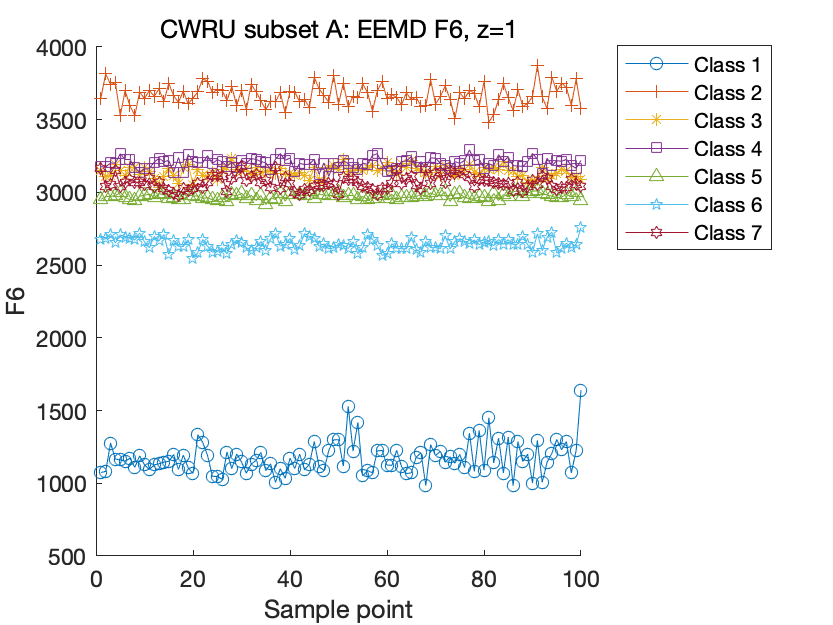 CWRU subset A: EEMD F6, z=1
4000
3500
3000
2500
2000
1500
1000
500
F6
0 20 40 60 80 100
Sample point
Class 1
Class 2
Class 3
Class 4
Class 5
Class 6
Class 7